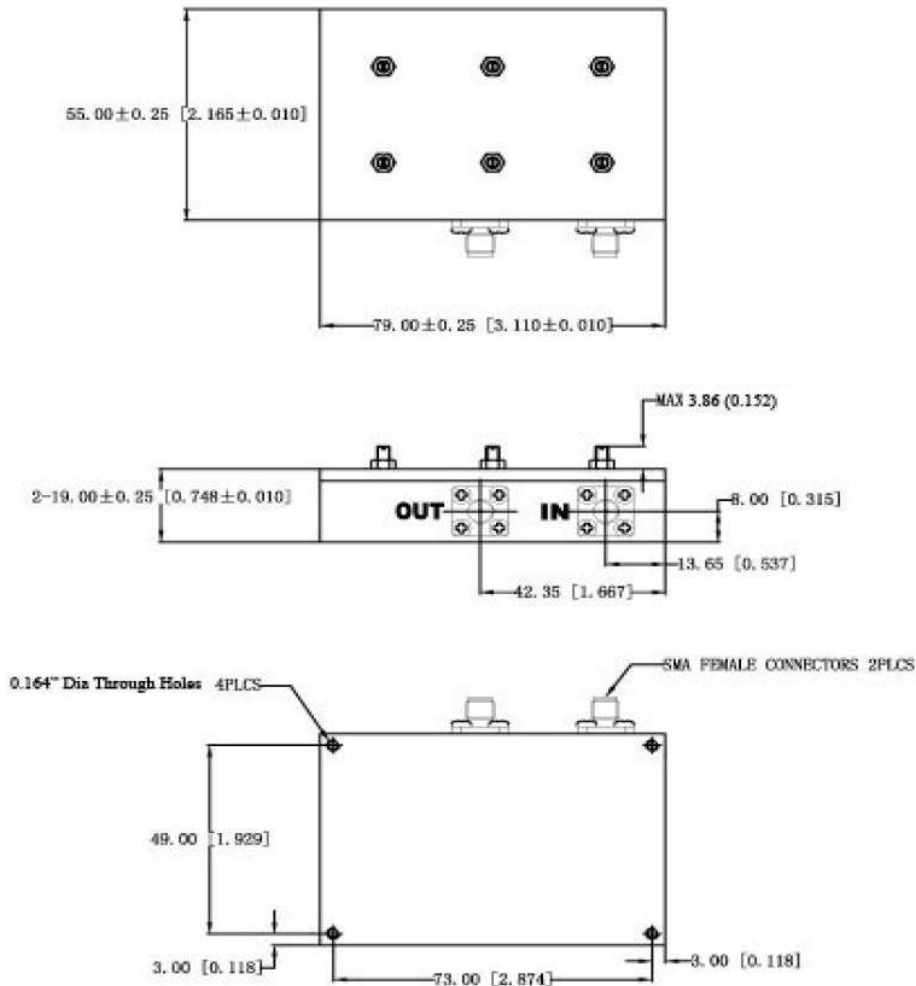 55.00±0.25 [2.165±0.010]
79.00±0.25 [3.110±0.010]
MAX 3.86 (0.152)
2-19.00±0.25 [0.748±0.010]
OUT
IN
8.00 [0.315]
13.65 [0.537]
42.35 [1.667]
SMA FEMALE CONNECTORS 2PLCS
0.164" Dia Through Holes 4PLCS
49.00 [1.929]
3.00 [0.118]
73.00 [2.874]
3.00 [0.118]